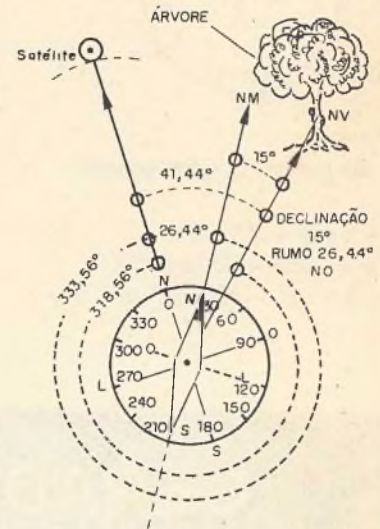 ÁRVORE
Satélite
NM
NV
15°
41,44°
26,44°
DECLINAÇÃO
15°
RUMO 26,44°
NO
333,56°
318,56°
N
O
N
30
330
60
300
O
90
O
L
270
L
120
240
150
210
S
180
S